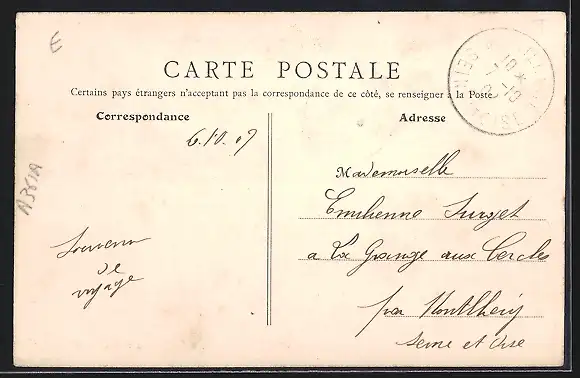 E
CARTE POSTALE
Certains pays étrangers n'acceptant pas la correspondance de ce côté, se renseigner à la Poste
Correspondance
Adresse
6.10.07
A361A
Mademoiselle
Emilienne Surget
a La Grange aux Cercles
par Montlhéry
Seine et Oise
Souvenir
de
voyage